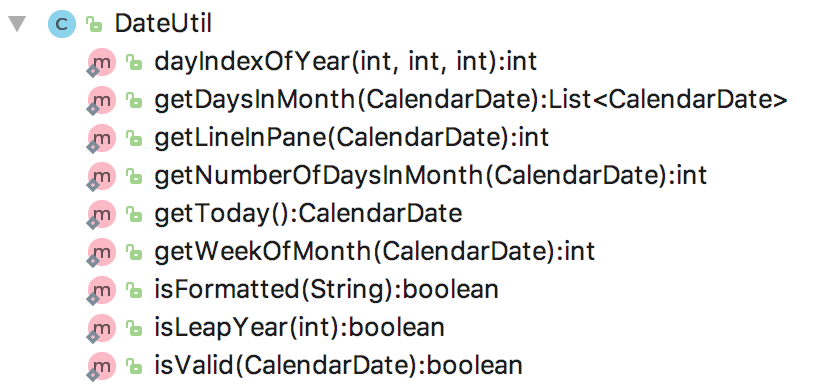 C DateUtil
m dayIndexOfYear(int, int, int):int
m getDaysInMonth(CalendarDate):List<CalendarDate>
m getLineInPane(CalendarDate):int
m getNumberOfDaysInMonth(CalendarDate):int
m getToday():CalendarDate
m getWeekOfMonth(CalendarDate):int
m isFormatted(String):boolean
m isLeapYear(int):boolean
m isValid(CalendarDate):boolean